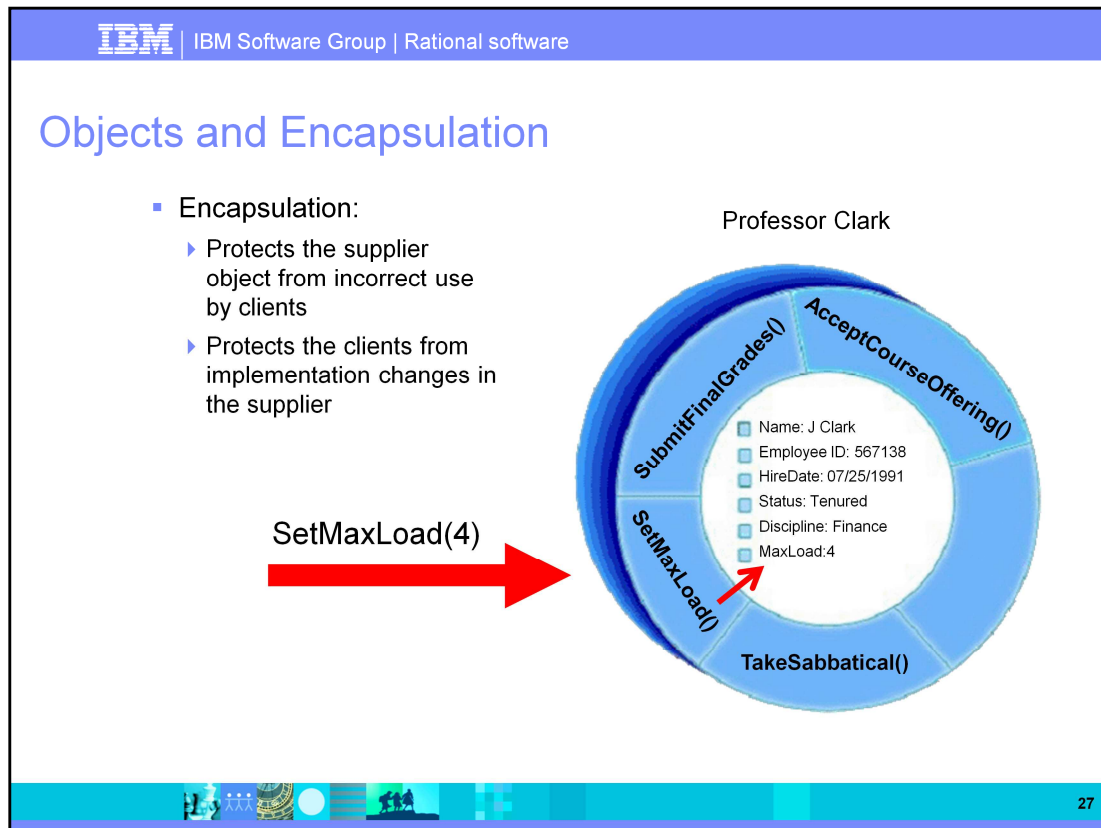 IBM | IBM Software Group | Rational software
Objects and Encapsulation
Encapsulation:
Protects the supplier
object from incorrect use
by clients
Protects the clients from
implementation changes in
the supplier
Professor Clark
SubmitFinalGrades()
AcceptCourseOffering()
Name: J Clark
Employee ID: 567138
HireDate: 07/25/1991
Status: Tenured
Discipline: Finance
MaxLoad:4
SetMaxLoad(4)
SetMaxLoad()
TakeSabbatical()
27